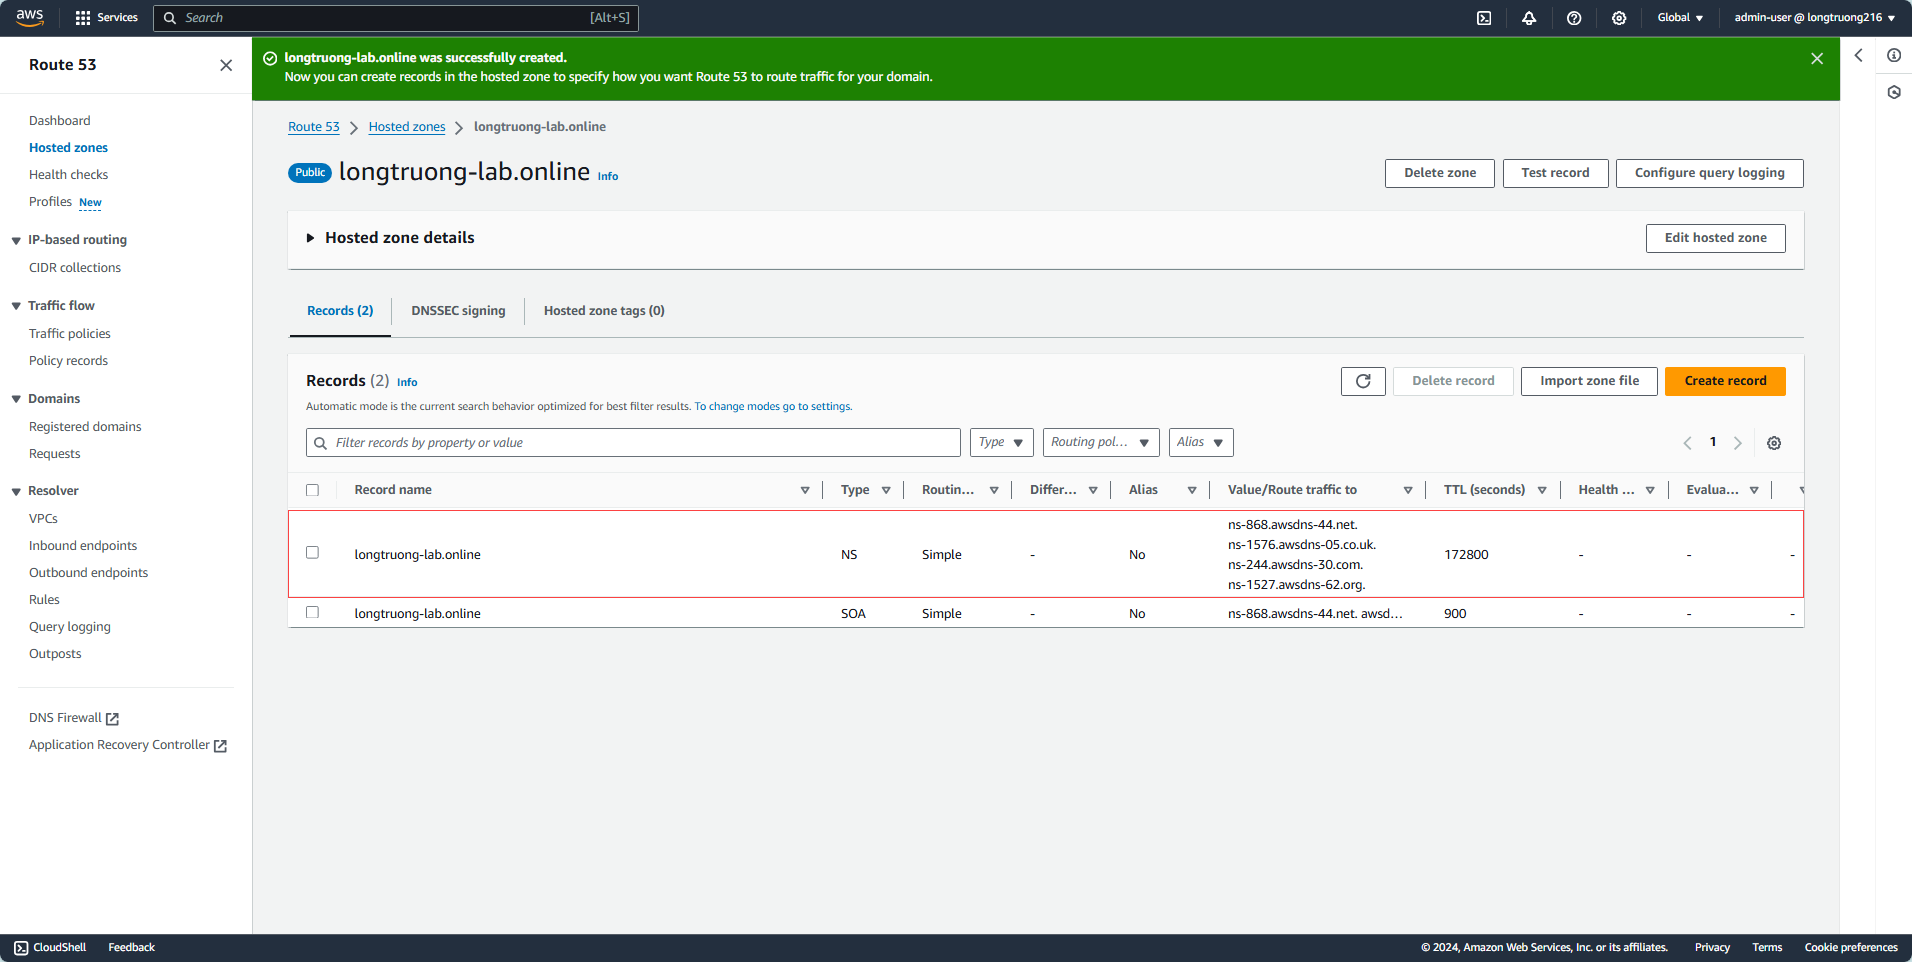 aws
Services
Search
[Alt+S]
Global
admin-user @ longtruong216
Route 53
Dashboard
Hosted zones
Health checks
Profiles New
IP-based routing
CIDR collections
Traffic flow
Traffic policies
Policy records
Domains
Registered domains
Requests
Resolver
VPCs
Inbound endpoints
Outbound endpoints
Rules
Query logging
Outposts
DNS Firewall
Application Recovery Controller
longtruong-lab.online was successfully created.
Now you can create records in the hosted zone to specify how you want Route 53 to route traffic for your domain.
Route 53 > Hosted zones > longtruong-lab.online
Public longtruong-lab.online Info
Delete zone
Test record
Configure query logging
Hosted zone details
Edit hosted zone
Records (2)
DNSSEC signing
Hosted zone tags (0)
Records (2) Info
Delete record
Import zone file
Create record
Automatic mode is the current search behavior optimized for best filter results. To change modes go to settings.
Filter records by property or value
Type
Routing pol...
Alias
1
Record name Type Routin... Differ... Alias Value/Route traffic to TTL (seconds) Health ... Evalua...
longtruong-lab.online NS Simple - No
ns-868.awsdns-44.net.
ns-1576.awsdns-05.co.uk.
ns-244.awsdns-30.com.
ns-1527.awsdns-62.org.
172800 - - -
longtruong-lab.online SOA Simple - No ns-868.awsdns-44.net. awsd... 900 - - -
CloudShell
Feedback
© 2024, Amazon Web Services, Inc. or its affiliates.
Privacy
Terms
Cookie preferences